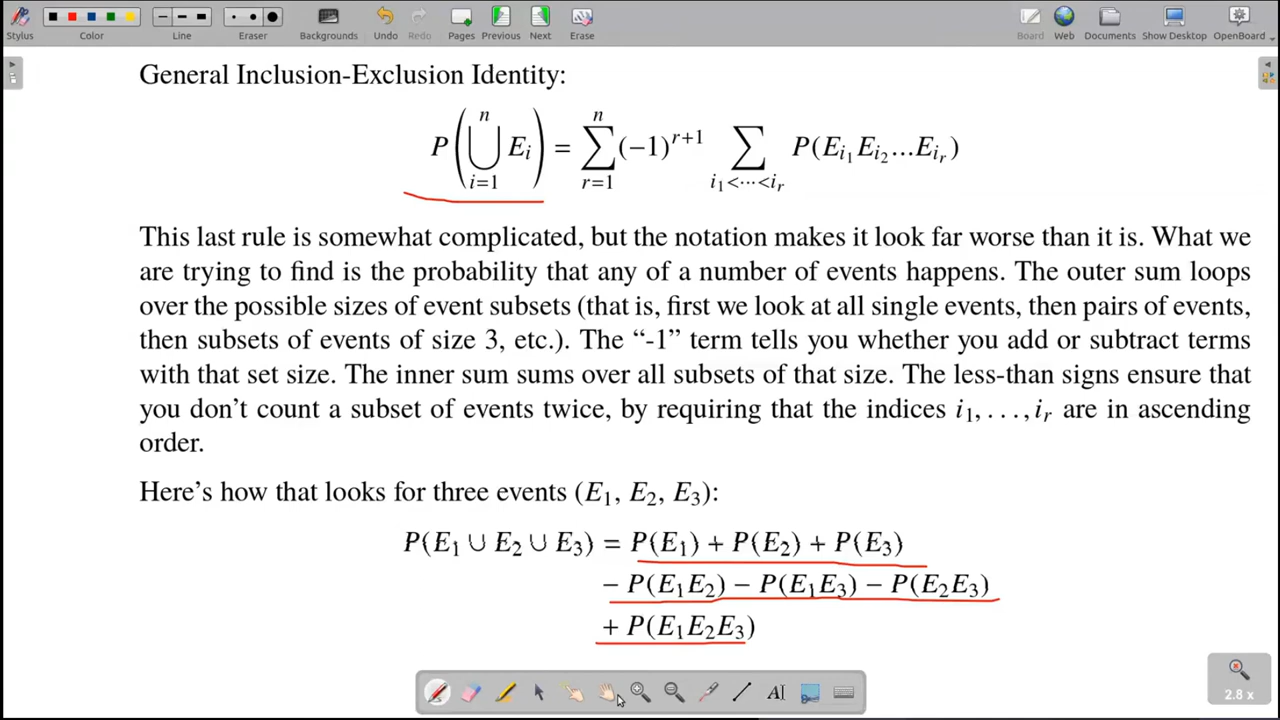 Stylus Color Line Eraser Backgrounds Undo Redo Pages Previous Next Erase Board Web Documents Show Desktop OpenBoard
General Inclusion-Exclusion Identity:
P(⋃_{i=1}^{n} E_i) = ∑_{r=1}^{n} (−1)^{r+1} ∑_{i_1<···<i_r} P(E_{i_1}E_{i_2}...E_{i_r})
This last rule is somewhat complicated, but the notation makes it look far worse than it is. What we
are trying to find is the probability that any of a number of events happens. The outer sum loops
over the possible sizes of event subsets (that is, first we look at all single events, then pairs of events,
then subsets of events of size 3, etc.). The “-1” term tells you whether you add or subtract terms
with that set size. The inner sum sums over all subsets of that size. The less-than signs ensure that
you don’t count a subset of events twice, by requiring that the indices i_1, . . . , i_r are in ascending
order.
Here’s how that looks for three events (E_1, E_2, E_3):
P(E_1 ∪ E_2 ∪ E_3) = P(E_1) + P(E_2) + P(E_3)
− P(E_1E_2) − P(E_1E_3) − P(E_2E_3)
+ P(E_1E_2E_3)
AI
2.8 x